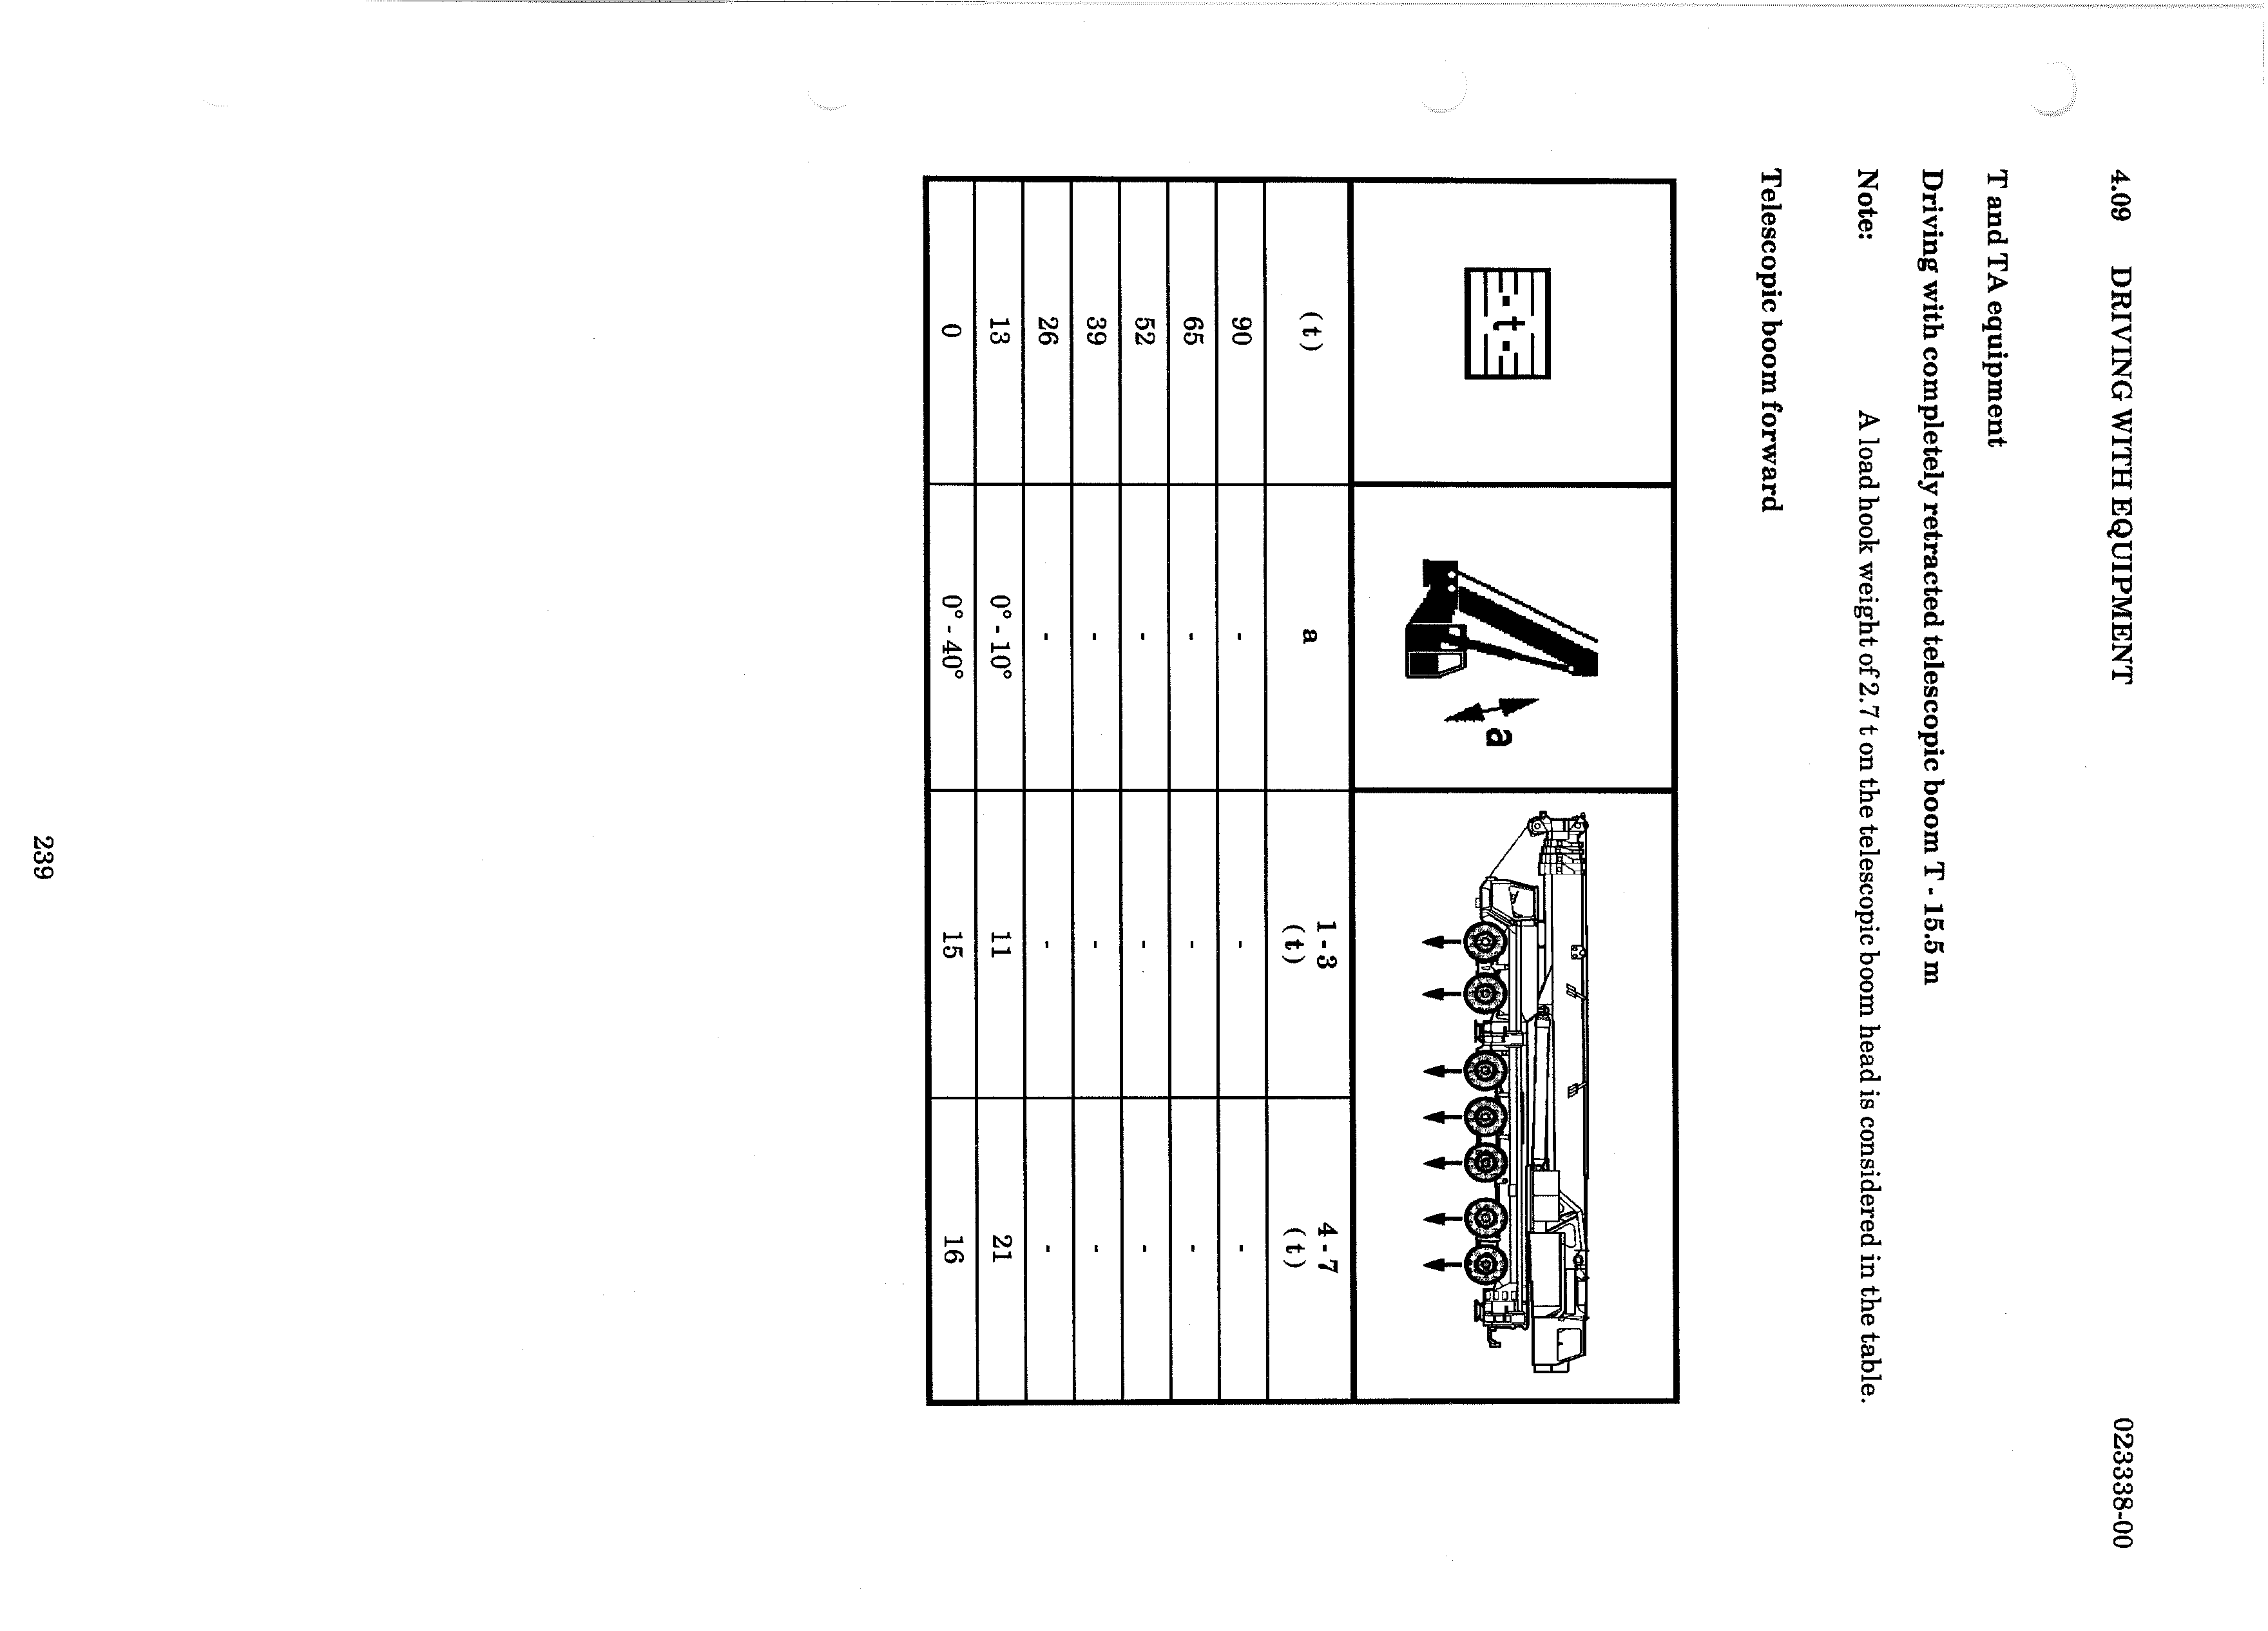 4.09 DRIVING WITH EQUIPMENT 023338-00
T and TA equipment
Driving with completely retracted telescopic boom T - 15.5 m
Note: A load hook weight of 2.7 t on the telescopic boom head is considered in the table.
Telescopic boom forward
- t -
a
(t) a 1 - 3 (t) 4 - 7 (t)
90 - - -
65 - - -
52 - - -
39 - - -
26 - - -
13 0° - 10° 11 21
0 0° - 40° 15 16
239